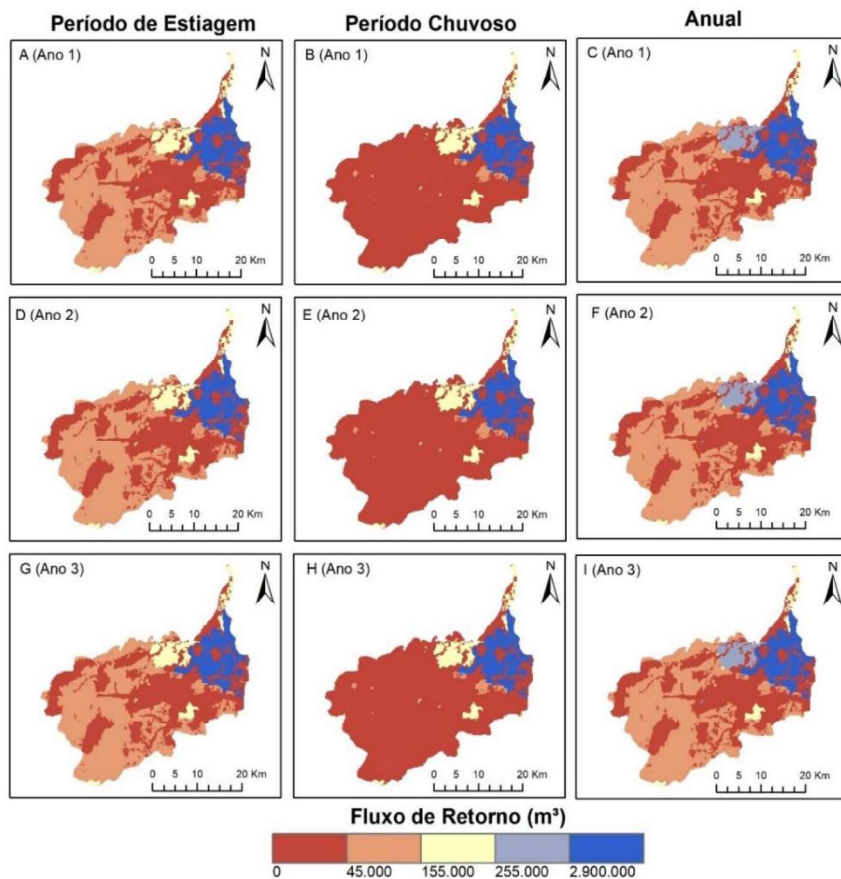 Período de Estiagem
Período Chuvoso
Anual
A (Ano 1)
N
0 5 10 20 Km
B (Ano 1)
N
0 5 10 20 Km
C (Ano 1)
N
0 5 10 20 Km
D (Ano 2)
N
0 5 10 20 Km
E (Ano 2)
N
0 5 10 20 Km
F (Ano 2)
N
0 5 10 20 Km
G (Ano 3)
N
0 5 10 20 Km
H (Ano 3)
N
0 5 10 20 Km
I (Ano 3)
N
0 5 10 20 Km
Fluxo de Retorno (m³)
0 45.000 155.000 255.000 2.900.000